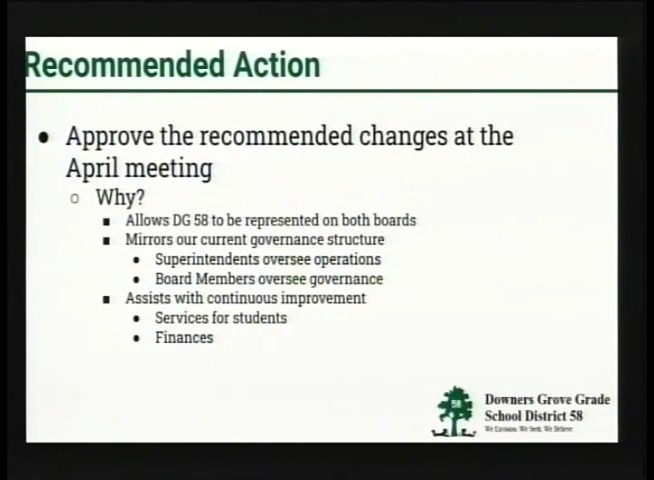 Recommended Action
● Approve the recommended changes at the
April meeting
○ Why?
■ Allows DG 58 to be represented on both boards
■ Mirrors our current governance structure
● Superintendents oversee operations
● Board Members oversee governance
■ Assists with continuous improvement
● Services for students
● Finances
58
Downers Grove Grade
School District 58
We Envision. We Seek. We Believe